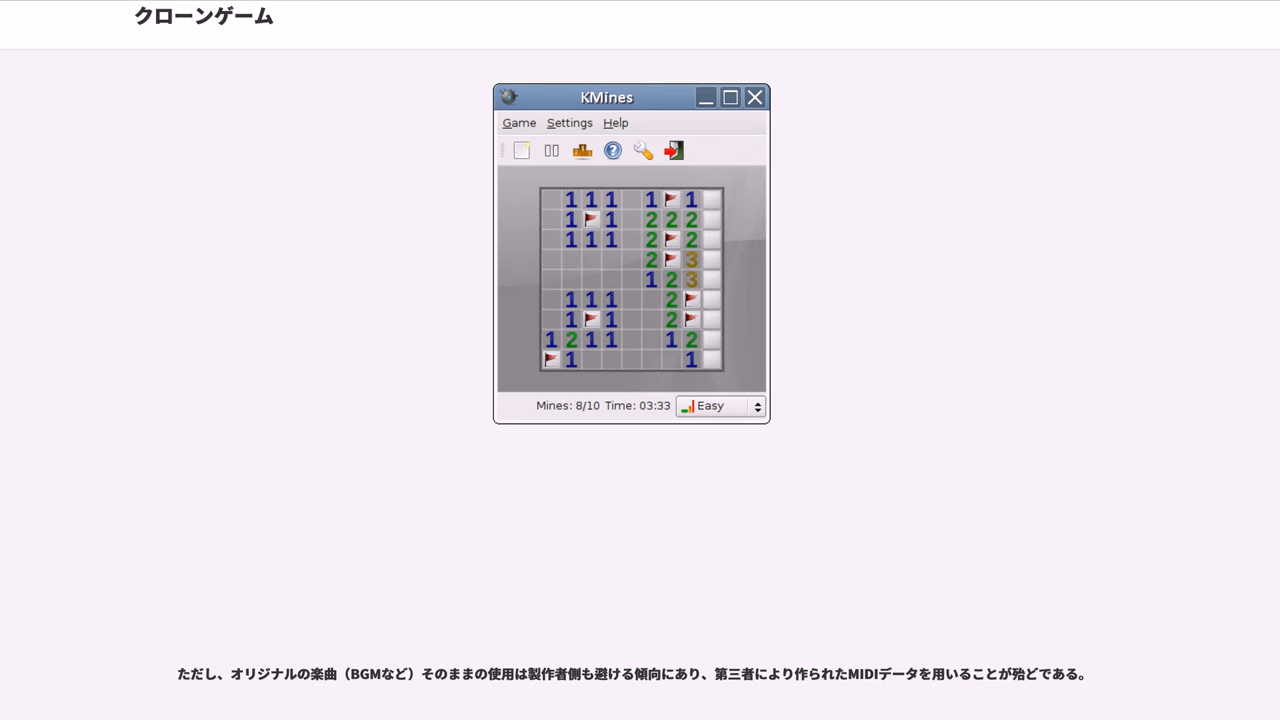 クローンゲーム
KMines
Game Settings Help
1 1 1 1 1
1 1 2 2 2
1 1 1 2 2
2 3
1 2 3
1 1 1 2
1 1 2
1 2 1 1 1 2
1 1
Mines: 8/10 Time: 03:33 Easy
ただし、オリジナルの楽曲（BGMなど）そのままの使用は製作者側も避ける傾向にあり、第三者により作られたMIDIデータを用いることが殆どである。